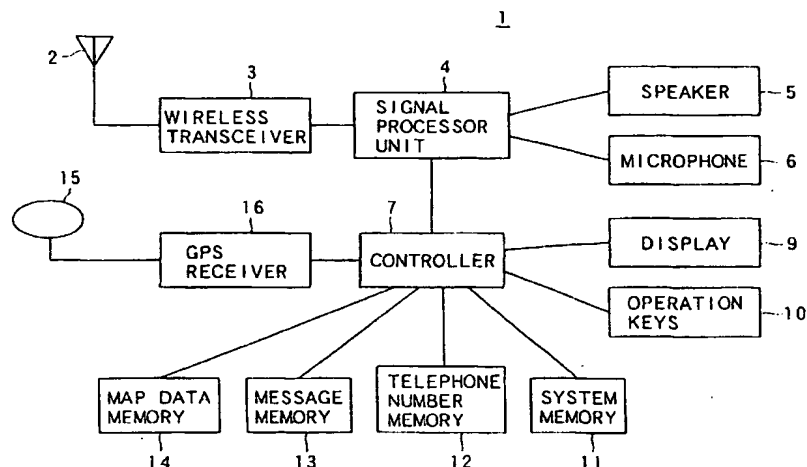 1
2
3
4
WIRELESS
TRANSCEIVER
SIGNAL
PROCESSOR
UNIT
SPEAKER
5
MICROPHONE
6
15
16
7
GPS
RECEIVER
CONTROLLER
DISPLAY
9
OPERATION
KEYS
10
MAP DATA
MEMORY
MESSAGE
MEMORY
TELEPHONE
NUMBER
MEMORY
SYSTEM
MEMORY
14
13
12
11